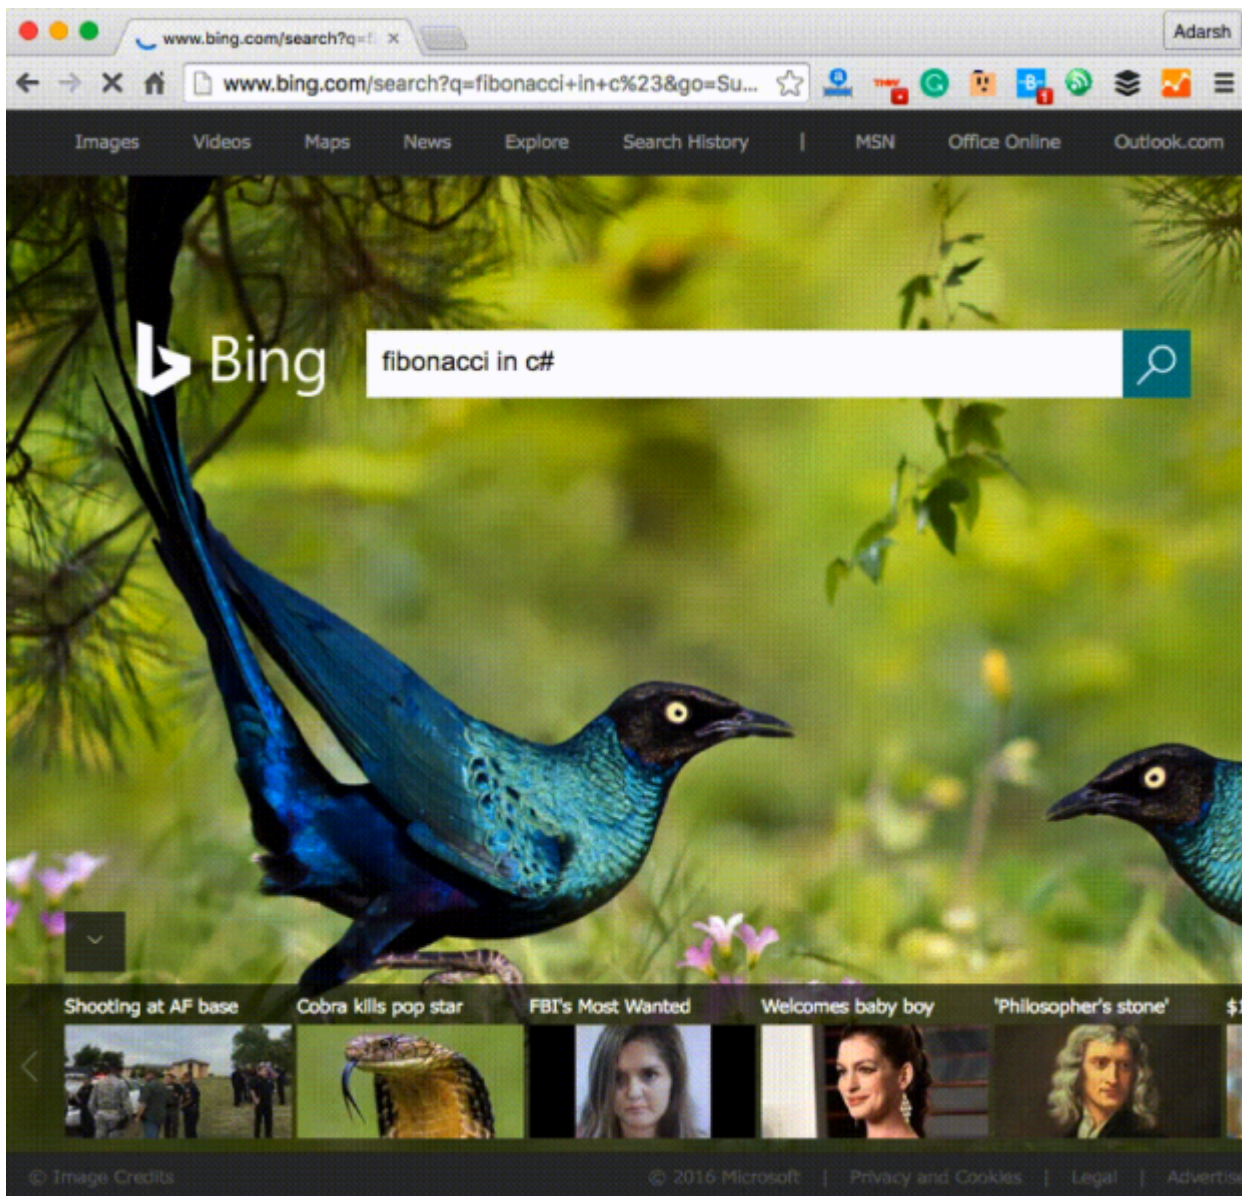 www.bing.com/search?q=f
Adarsh
www.bing.com/search?q=fibonacci+in+c%23&go=Su...
Images Videos Maps News Explore Search History | MSN Office Online Outlook.com
Bing fibonacci in c#
Shooting at AF base Cobra kills pop star FBI's Most Wanted Welcomes baby boy 'Philosopher's stone' $1
© Image Credits © 2016 Microsoft | Privacy and Cookies | Legal | Advertise